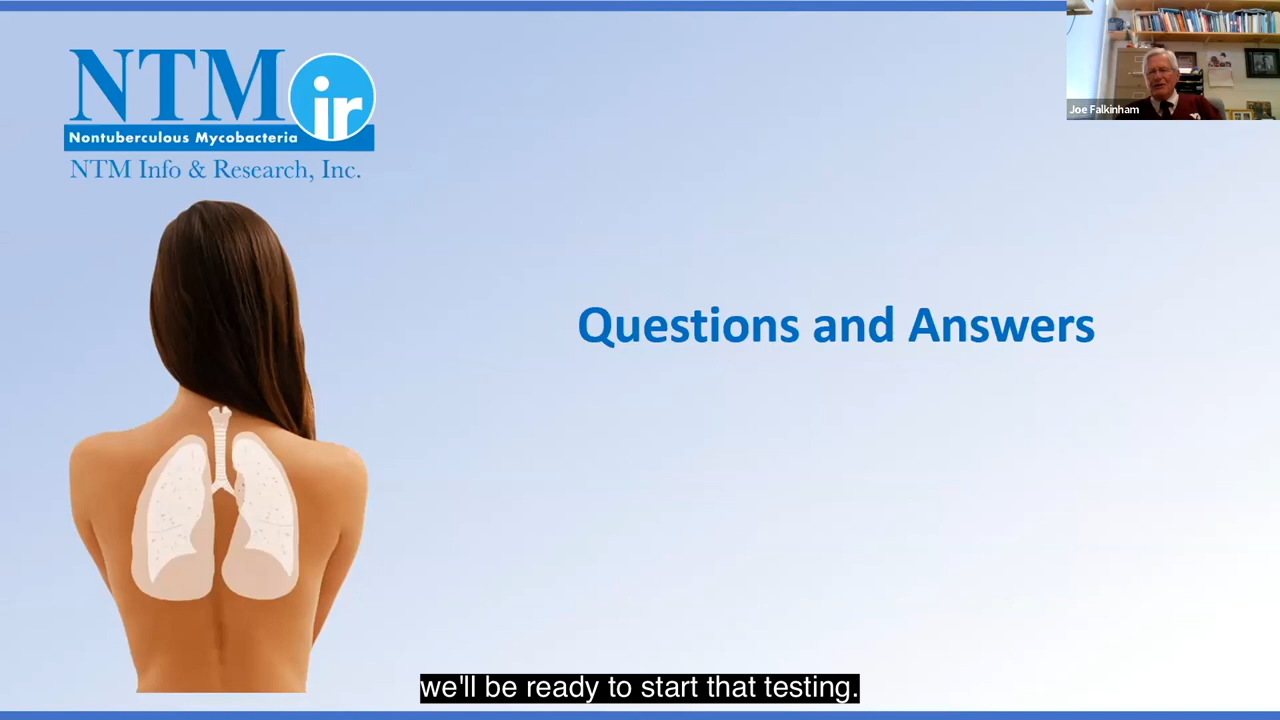 NTM
ir
Nontuberculous Mycobacteria
NTM Info & Research, Inc.
Joe Falkinham
Questions and Answers
we'll be ready to start that testing.